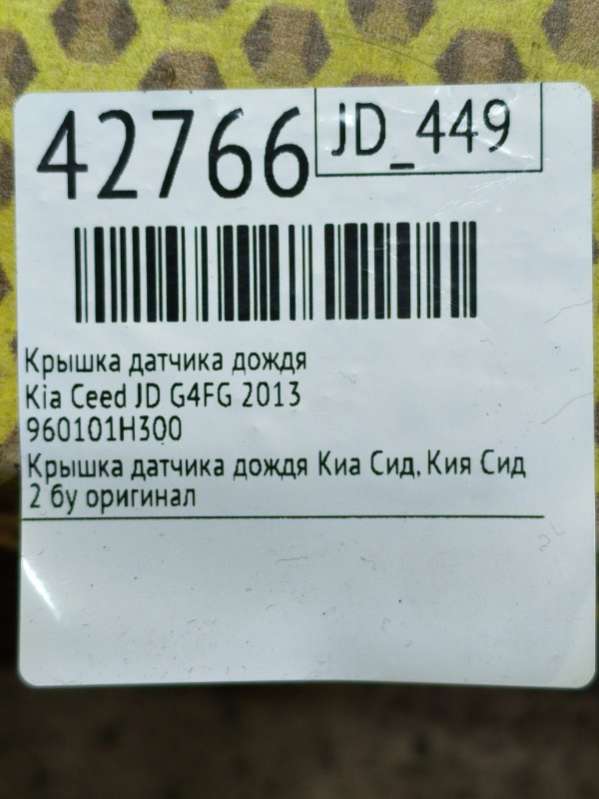 42766
JD_449
Крышка датчика дождя
Kia Ceed JD G4FG 2013
960101H300
Крышка датчика дождя Киа Сид, Кия Сид
2 бу оригинал